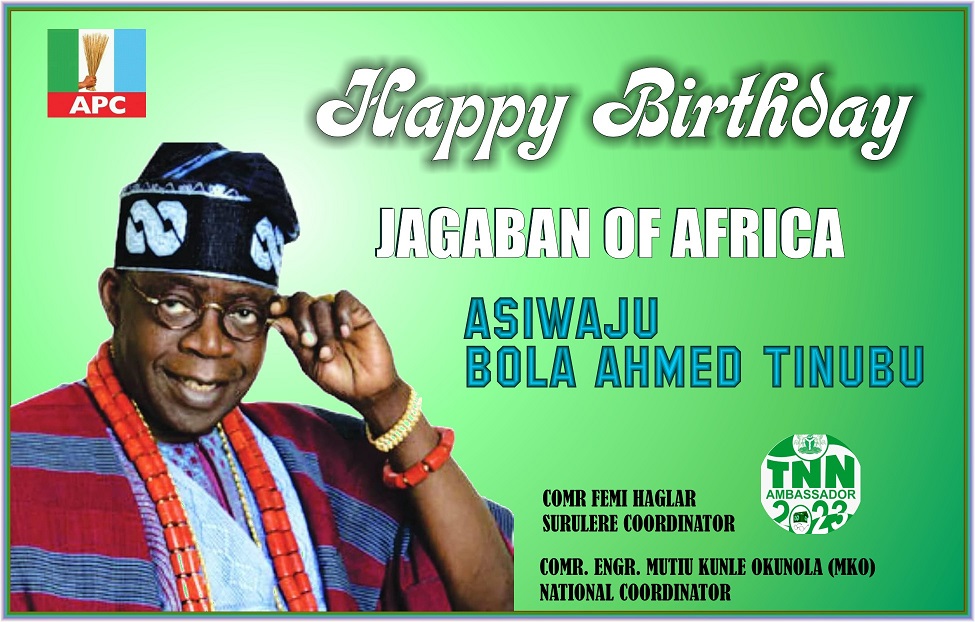 APC
Happy Birthday
JAGABAN OF AFRICA
ASIWAJU
BOLA AHMED TINUBU
TNN
AMBASSADOR
2023
COMR FEMI HAGLAR
SURULERE COORDINATOR
COMR. ENGR. MUTIU KUNLE OKUNOLA (MKO)
NATIONAL COORDINATOR